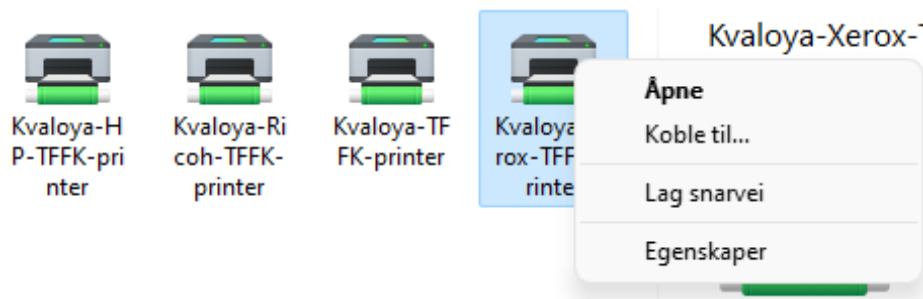 Kvaloya-Xerox-
Kvaloya-H
P-TFFK-pri
nter
Kvaloya-Ri
coh-TFFK-
printer
Kvaloya-TF
FK-printer
Kvaloya
rox-TFF
rinte
Åpne
Koble til...
Lag snarvei
Egenskaper